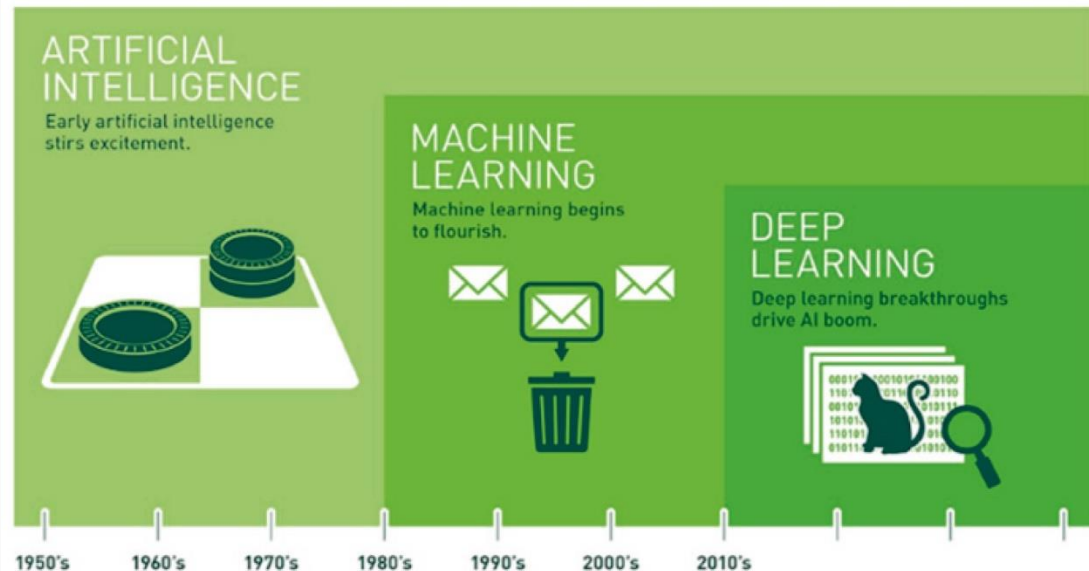 ARTIFICIAL
INTELLIGENCE
Early artificial intelligence
stirs excitement.
MACHINE
LEARNING
Machine learning begins
to flourish.
DEEP
LEARNING
Deep learning breakthroughs
drive AI boom.
1950's 1960's 1970's 1980's 1990's 2000's 2010's